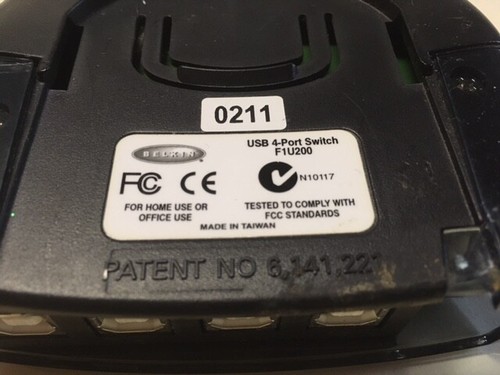 0211
BELKIN
USB 4-Port Switch
F1U200
FC CE
N10117
FOR HOME USE OR
OFFICE USE
TESTED TO COMPLY WITH
FCC STANDARDS
MADE IN TAIWAN
PATENT NO 6,141,221